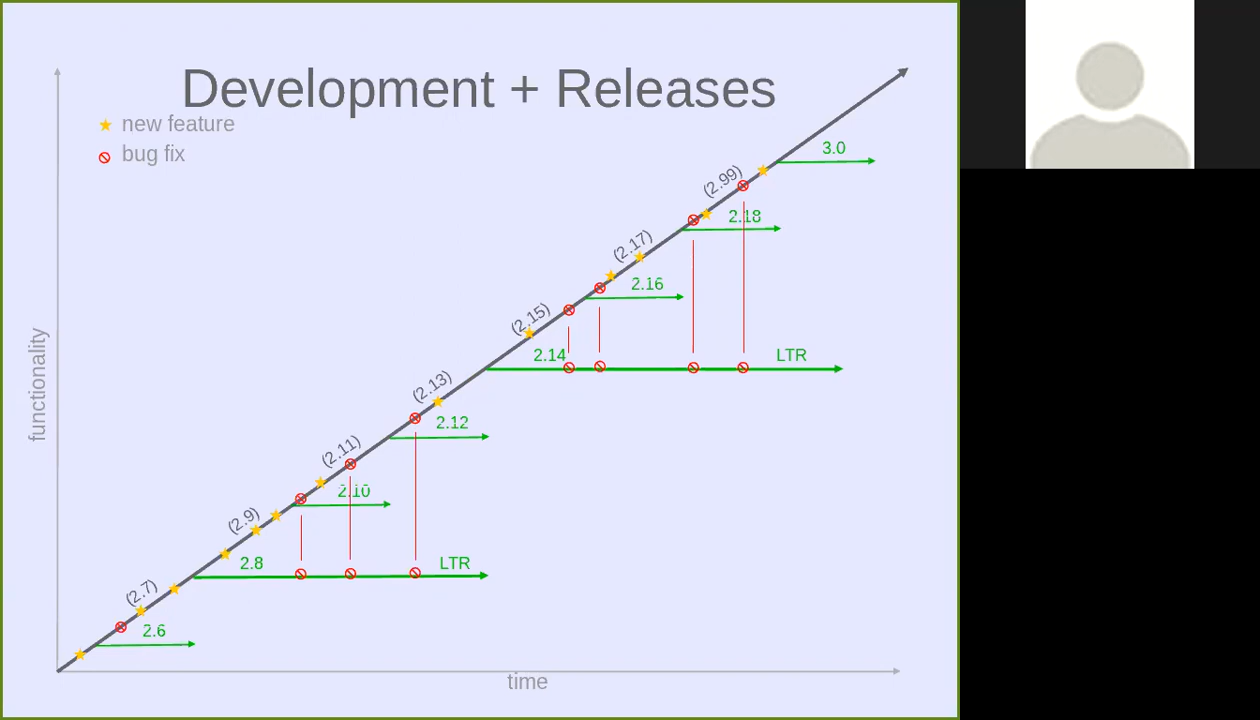 Development + Releases
new feature
bug fix
3.0
(2.99)
2.18
(2.17)
2.16
(2.15)
2.14
LTR
(2.13)
2.12
(2.11)
2.10
(2.9)
2.8
LTR
(2.7)
2.6
functionality
time